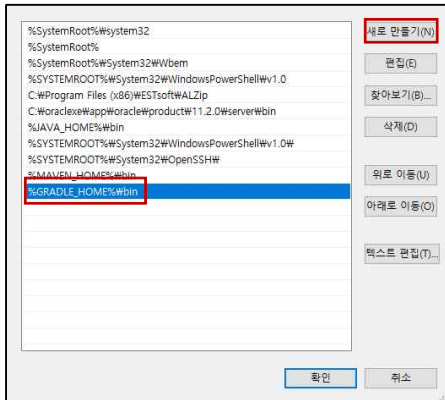 %SystemRoot%₩system32
%SystemRoot%
%SystemRoot%₩System32₩Wbem
%SYSTEMROOT%₩System32₩WindowsPowerShell₩v1.0
C:₩Program Files (x86)₩ESTsoft₩ALZip
C:₩oraclexe₩app₩oracle₩product₩11.2.0₩server₩bin
%JAVA_HOME%₩bin
%SYSTEMROOT%₩System32₩WindowsPowerShell₩v1.0₩
%SYSTEMROOT%₩System32₩OpenSSH₩
%MAVEN_HOME%₩bin
%GRADLE_HOME%₩bin
새로 만들기(N)
편집(E)
찾아보기(B)...
삭제(D)
위로 이동(U)
아래로 이동(O)
텍스트 편집(T)...
확인
취소